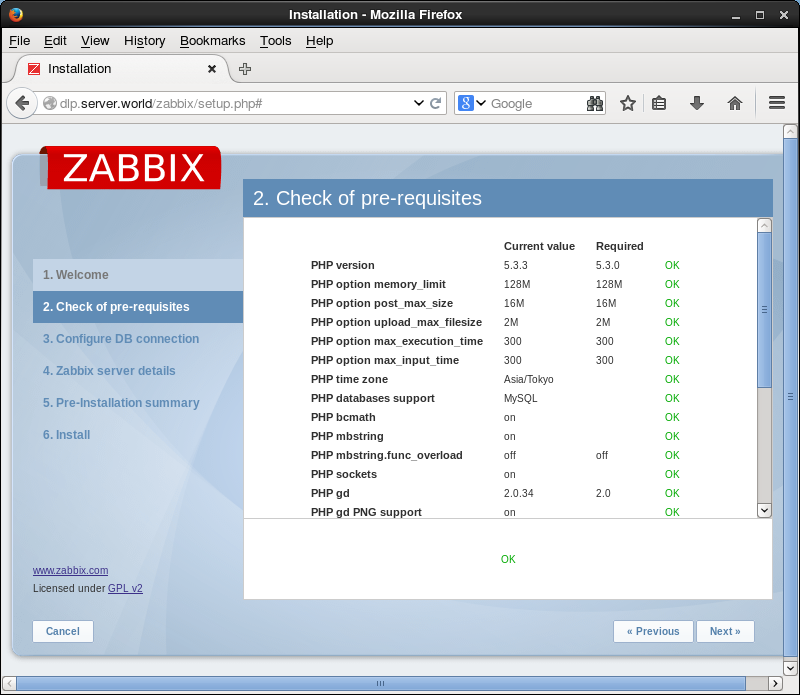 Installation - Mozilla Firefox
File Edit View History Bookmarks Tools Help
Installation
dlp.server.world/zabbix/setup.php#
8 Google
ZABBIX
2. Check of pre-requisites
1. Welcome
2. Check of pre-requisites
3. Configure DB connection
4. Zabbix server details
5. Pre-Installation summary
6. Install
Current value Required
PHP version 5.3.3 5.3.0 OK
PHP option memory_limit 128M 128M OK
PHP option post_max_size 16M 16M OK
PHP option upload_max_filesize 2M 2M OK
PHP option max_execution_time 300 300 OK
PHP option max_input_time 300 300 OK
PHP time zone Asia/Tokyo OK
PHP databases support MySQL OK
PHP bcmath on OK
PHP mbstring on OK
PHP mbstring.func_overload off off OK
PHP sockets on OK
PHP gd 2.0.34 2.0 OK
PHP gd PNG support on OK
OK
www.zabbix.com
Licensed under GPL v2
Cancel
« Previous Next »